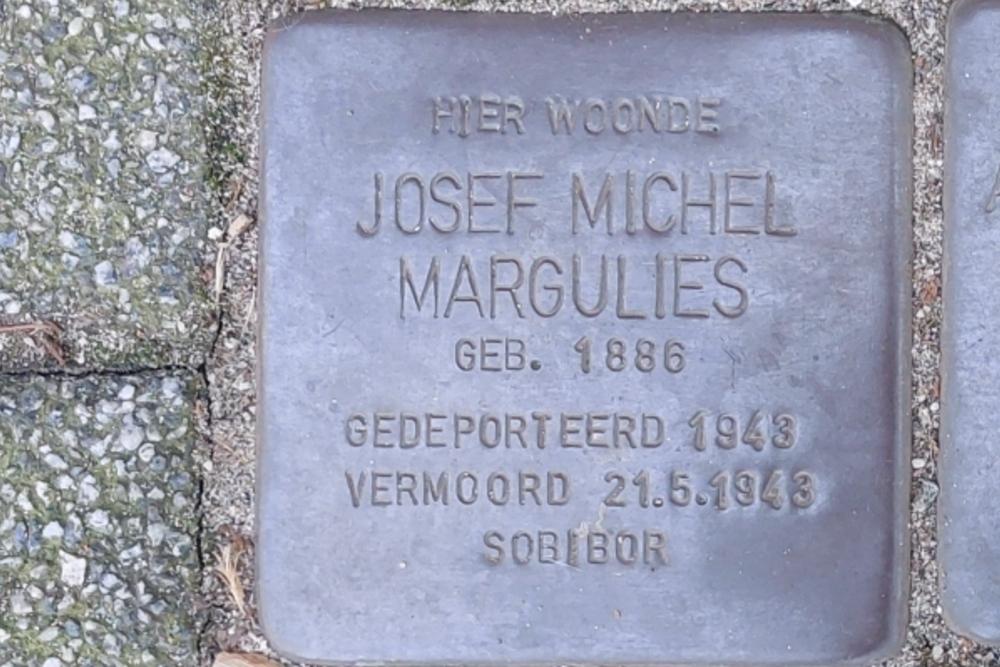 HIER WOONDE
JOSEF MICHEL
MARGULIES
GEB. 1886
GEDEPORTEERD 1943
VERMOORD 21.5.1943
SOBIBOR